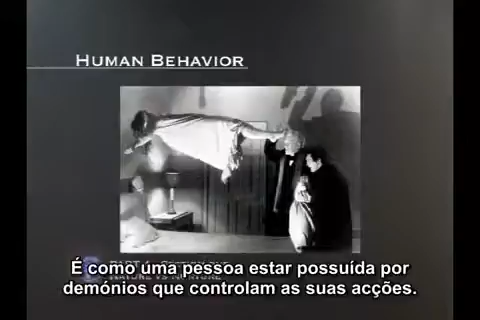 HUMAN BEHAVIOR
É como uma pessoa estar possuída por
demónios que controlam as suas acções.